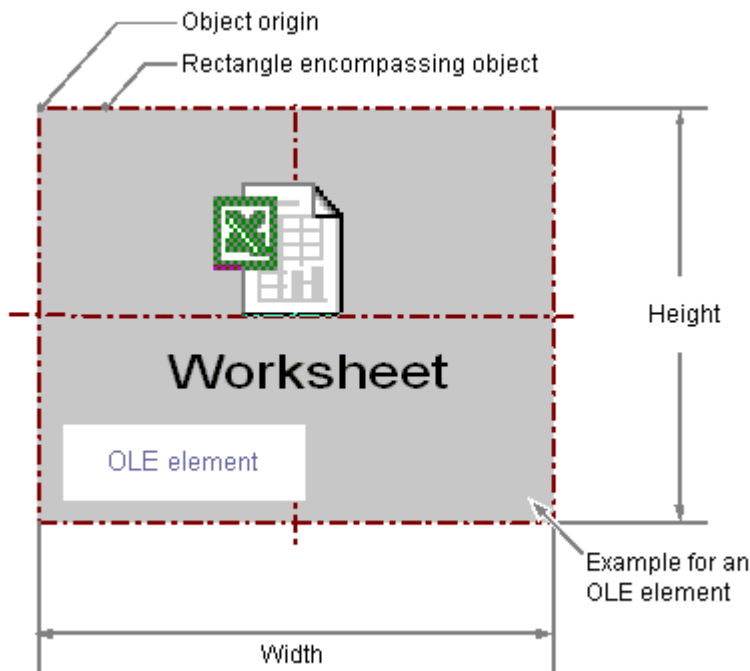 Object origin
Rectangle encompassing object
Height
Worksheet
OLE element
Example for an
OLE element
Width